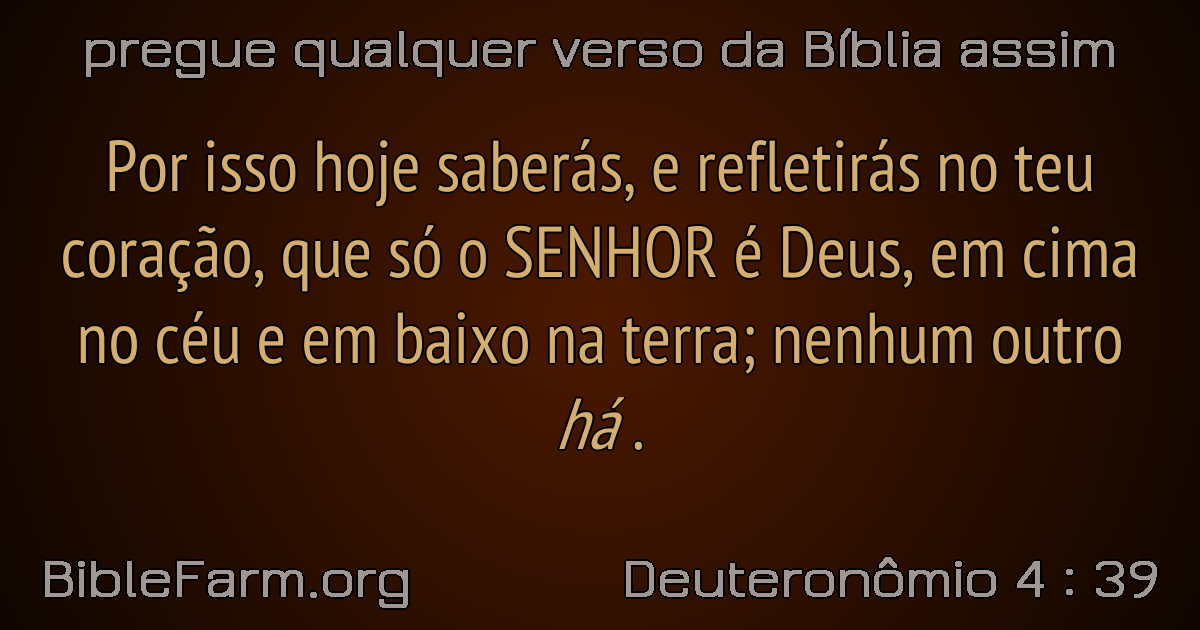 pregue qualquer verso da Bíblia assim
Por isso hoje saberás, e refletirás no teu
coração, que só o SENHOR é Deus, em cima
no céu e em baixo na terra; nenhum outro
há .
BibleFarm.org
Deuteronômio 4 : 39